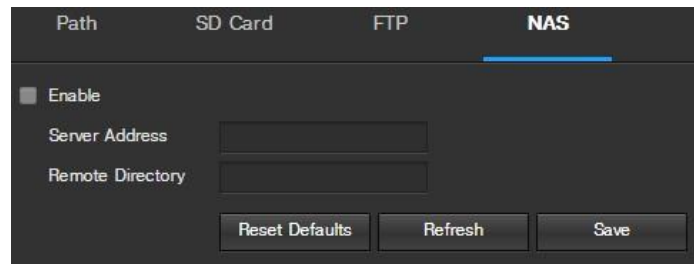 Path SD Card FTP NAS
Enable
Server Address
Remote Directory
Reset Defaults Refresh Save